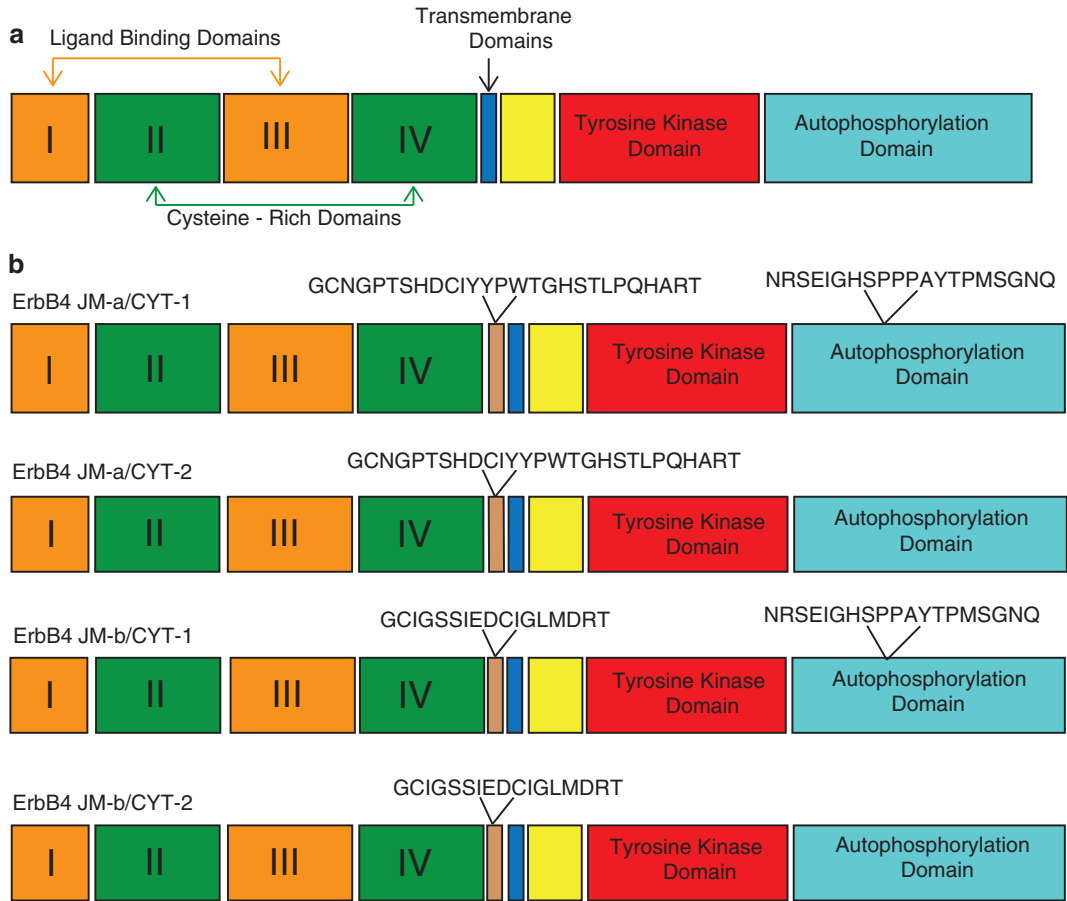 a
Ligand Binding Domains
Transmembrane
Domains
I
II
III
IV
Tyrosine Kinase
Domain
Autophosphorylation
Domain
Cysteine - Rich Domains
b
ErbB4 JM-a/CYT-1
GCNGPTSHDCIYYPWTGHSTLPQHART
NRSEIGHSPPPAYTPMSGNQ
I
II
III
IV
Tyrosine Kinase
Domain
Autophosphorylation
Domain
ErbB4 JM-a/CYT-2
GCNGPTSHDCIYYPWTGHSTLPQHART
I
II
III
IV
Tyrosine Kinase
Domain
Autophosphorylation
Domain
ErbB4 JM-b/CYT-1
GCIGSSIEDCIGLMDRT
NRSEIGHSPPAYTPMSGNQ
I
II
III
IV
Tyrosine Kinase
Domain
Autophosphorylation
Domain
ErbB4 JM-b/CYT-2
GCIGSSIEDCIGLMDRT
I
II
III
IV
Tyrosine Kinase
Domain
Autophosphorylation
Domain